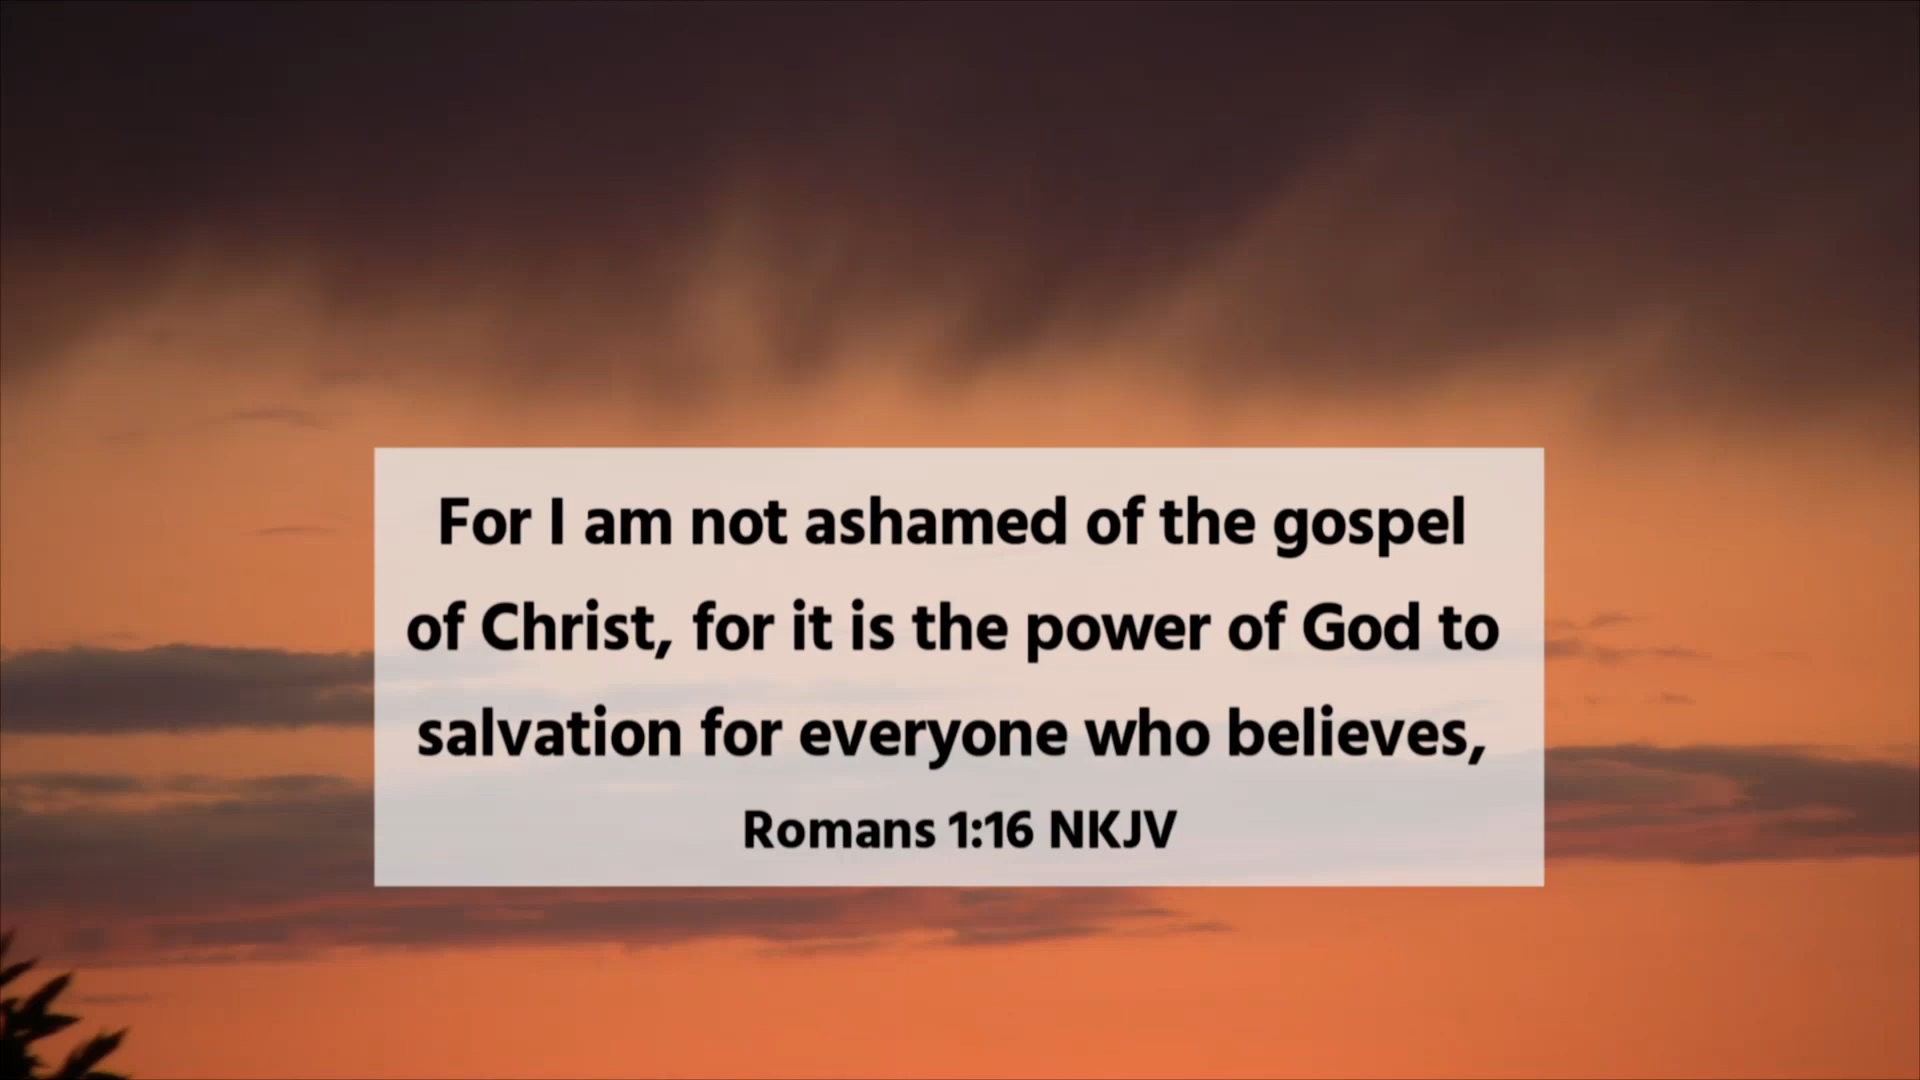 For I am not ashamed of the gospel
of Christ, for it is the power of God to
salvation for everyone who believes,
Romans 1:16 NKJV